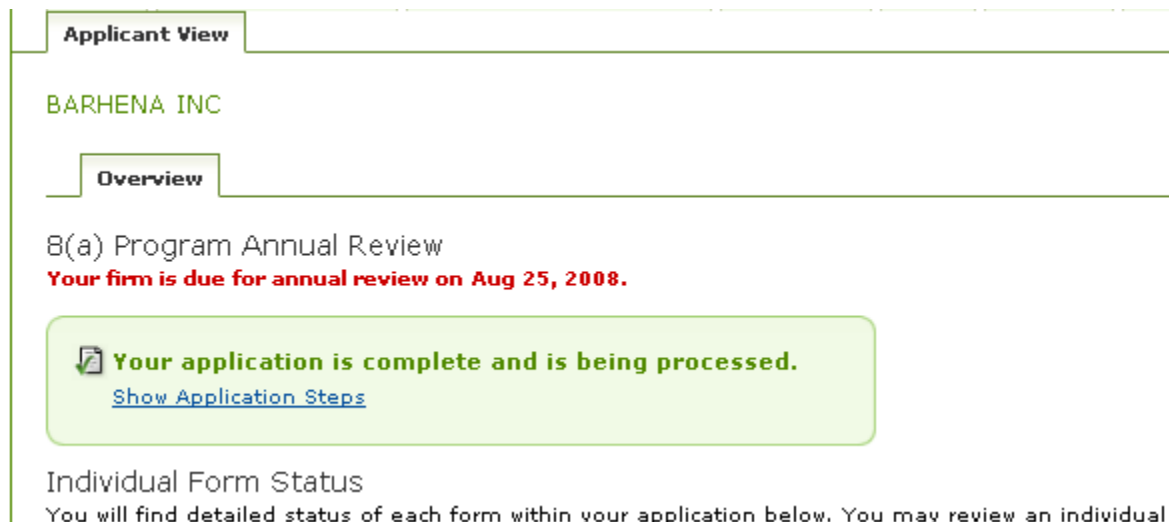 Applicant View
BARHENA INC
Overview
8(a) Program Annual Review
Your firm is due for annual review on Aug 25, 2008.
Your application is complete and is being processed.
Show Application Steps
Individual Form Status
You will find detailed status of each form within your application below. You may review an individual